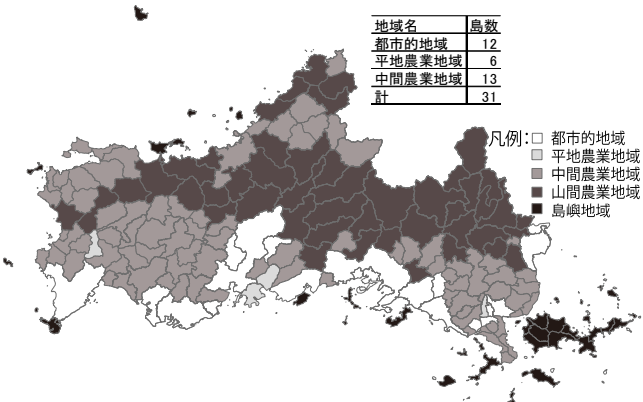 地域名 島数
都市的地域 12
平地農業地域 6
中間農業地域 13
計 31
凡例: 都市的地域
平地農業地域
中間農業地域
山間農業地域
島嶼地域